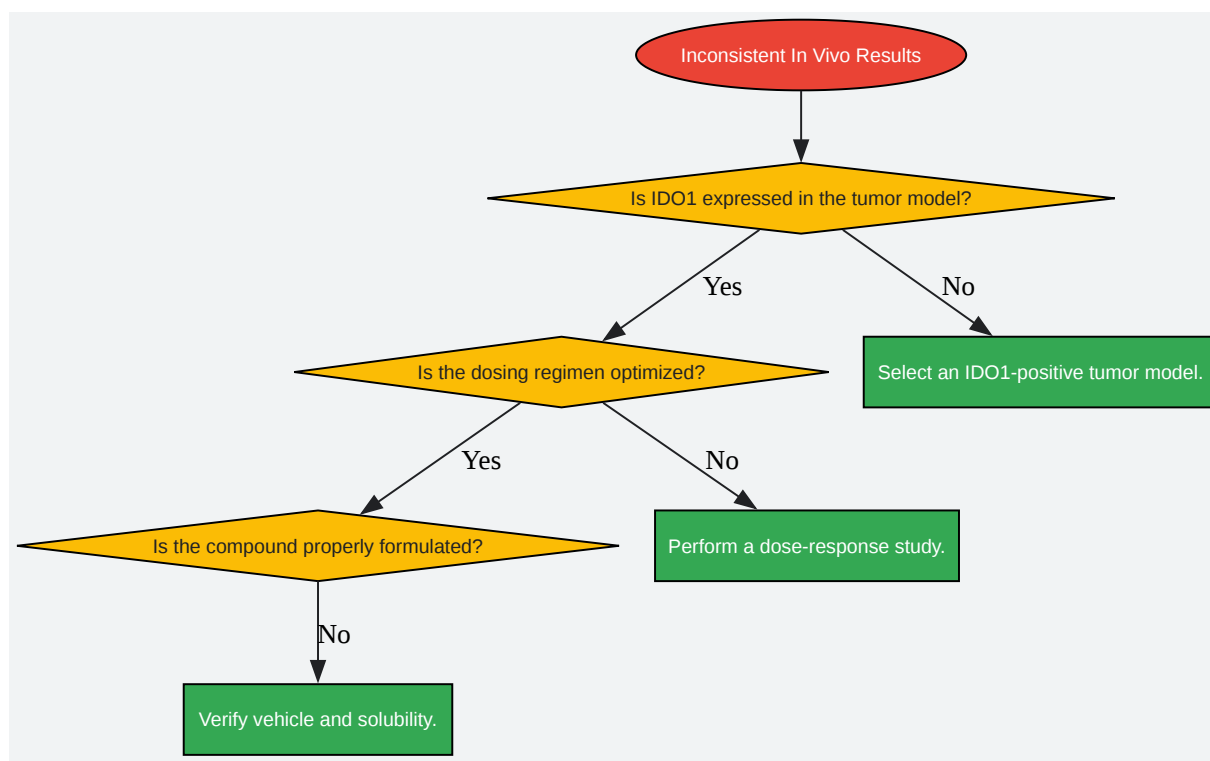 Inconsistent In Vivo Results
Is IDO1 expressed in the tumor model?
Yes
No
Is the dosing regimen optimized?
Select an IDO1-positive tumor model.
Yes
No
Is the compound properly formulated?
Perform a dose-response study.
No
Verify vehicle and solubility.